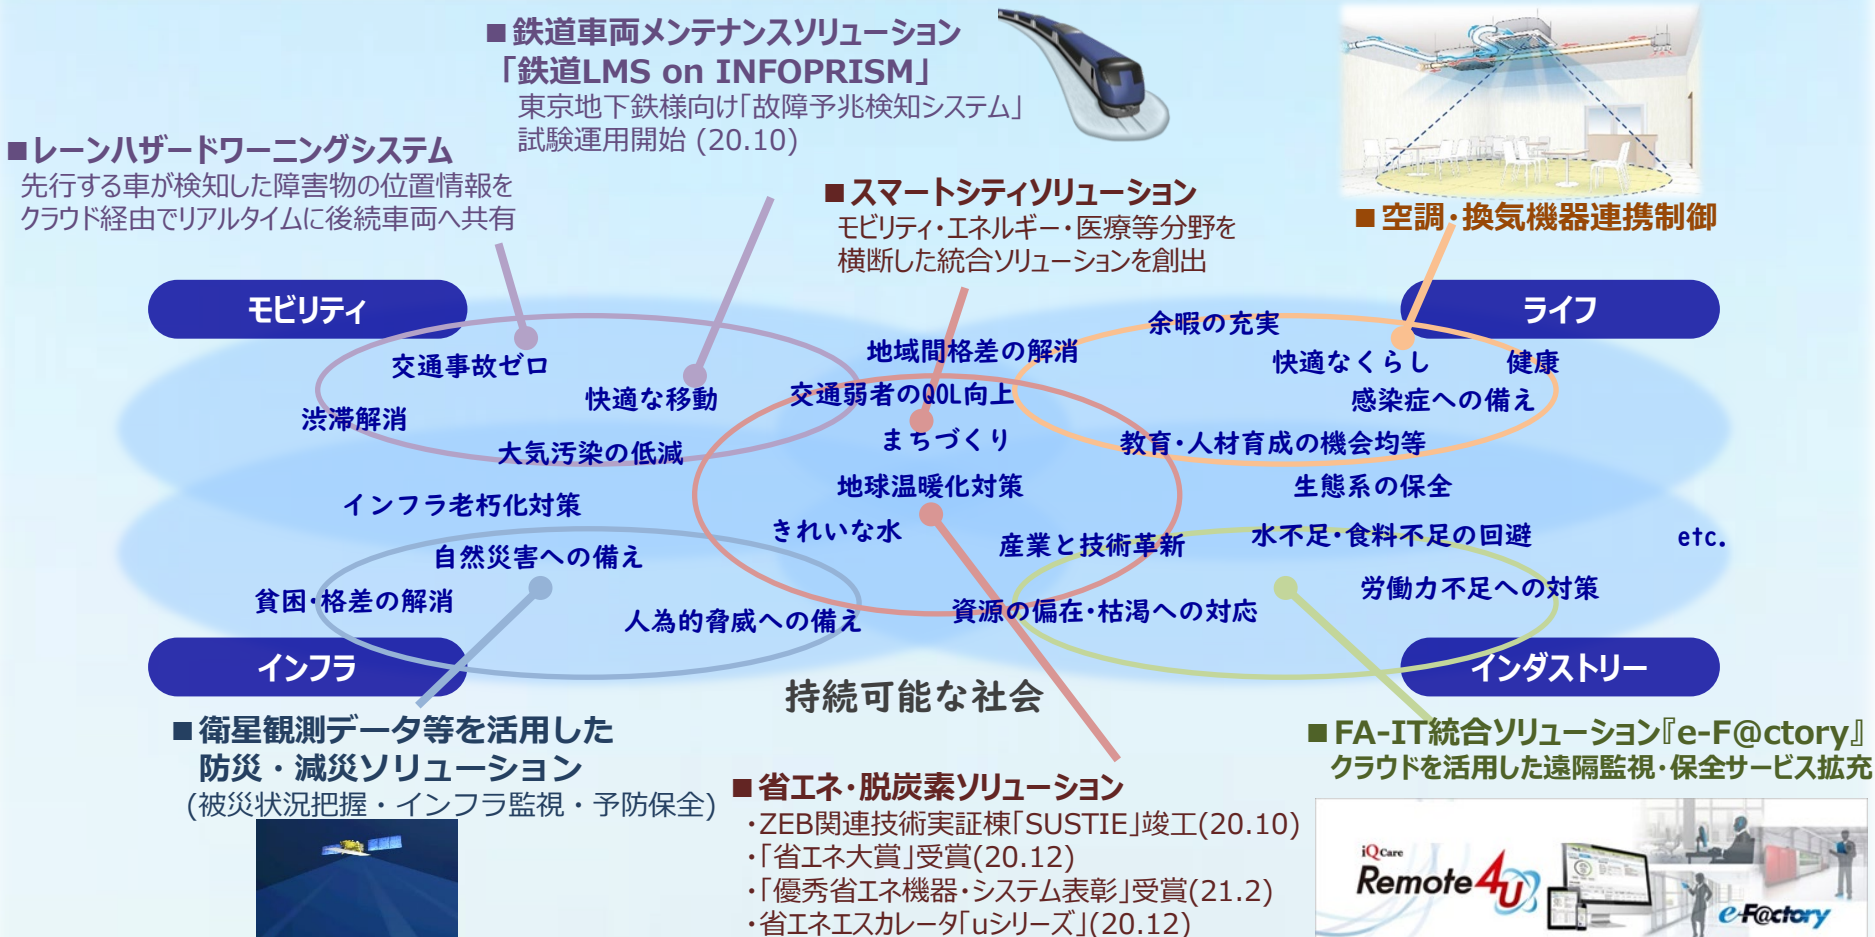 ■鉄道車両メンテナンスソリューション
「鉄道LMS on INFOPRISM」
東京地下鉄様向け「故障予兆検知システム」
試験運用開始 (20.10)
■レーンハザードワーニングシステム
先行する車が検知した障害物の位置情報を
クラウド経由でリアルタイムに後続車両へ共有
■スマートシティソリューション
モビリティ・エネルギー・医療等分野を
横断した統合ソリューションを創出
■空調・換気機器連携制御
モビリティ
ライフ
余暇の充実
地域間格差の解消
交通事故ゼロ
快適なくらし
健康
快適な移動
交通弱者のQOL向上
感染症への備え
渋滞解消
まちづくり
教育・人材育成の機会均等
大気汚染の低減
地球温暖化対策
生態系の保全
インフラ老朽化対策
きれいな水
産業と技術革新
水不足・食料不足の回避
etc.
自然災害への備え
貧困・格差の解消
人為的脅威への備え
資源の偏在・枯渇への対応
労働力不足への対策
インフラ
インダストリー
持続可能な社会
■衛星観測データ等を活用した
防災・減災ソリューション
(被災状況把握・インフラ監視・予防保全)
■省エネ・脱炭素ソリューション
・ZEB関連技術実証棟「SUSTIE」竣工(20.10)
・「省エネ大賞」受賞(20.12)
・「優秀省エネ機器・システム表彰」受賞(21.2)
・省エネエスカレータ「uシリーズ」(20.12)
■FA-IT統合ソリューション『e-F@ctory』
クラウドを活用した遠隔監視・保全サービス拡充
iQ Care
Remote4U
e-F@ctory